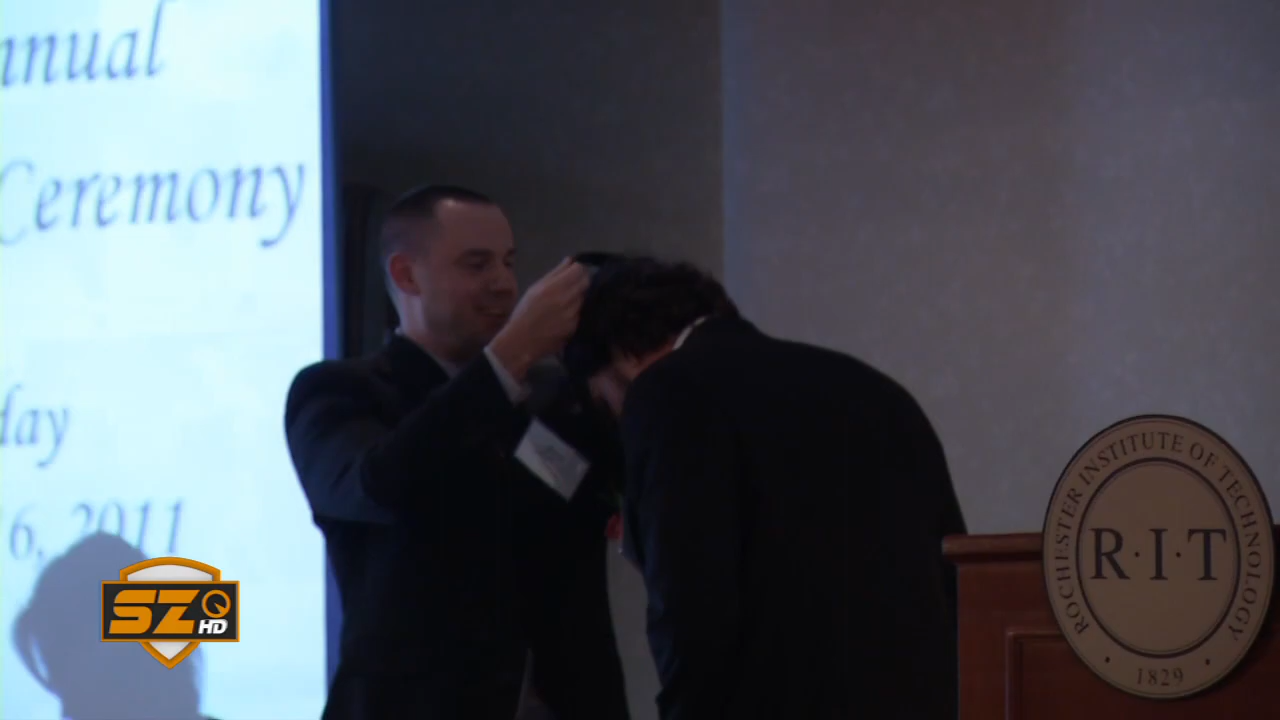 nnual
Ceremony
day
6, 2011
SZ
HD
ROCHESTER INSTITUTE OF TECHNOLOGY
R·I·T
1829